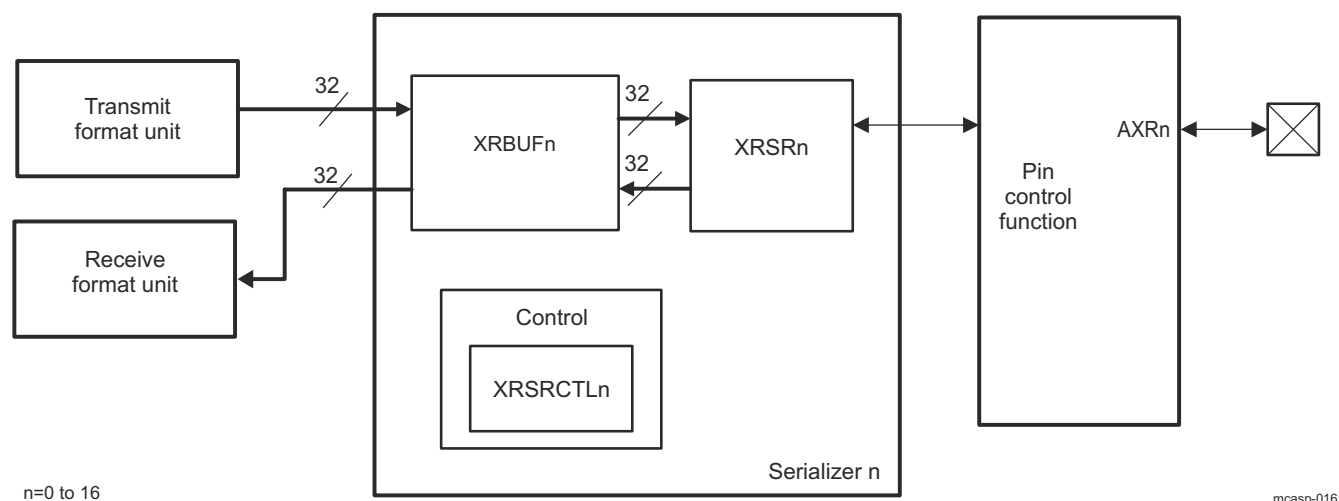 Transmit
format unit
32
32
Receive
format unit
XRBUFn
32
32
XRSRn
Control
XRSRCTLn
Serializer n
Pin
control
function
AXRn
n=0 to 16
mcasp-016